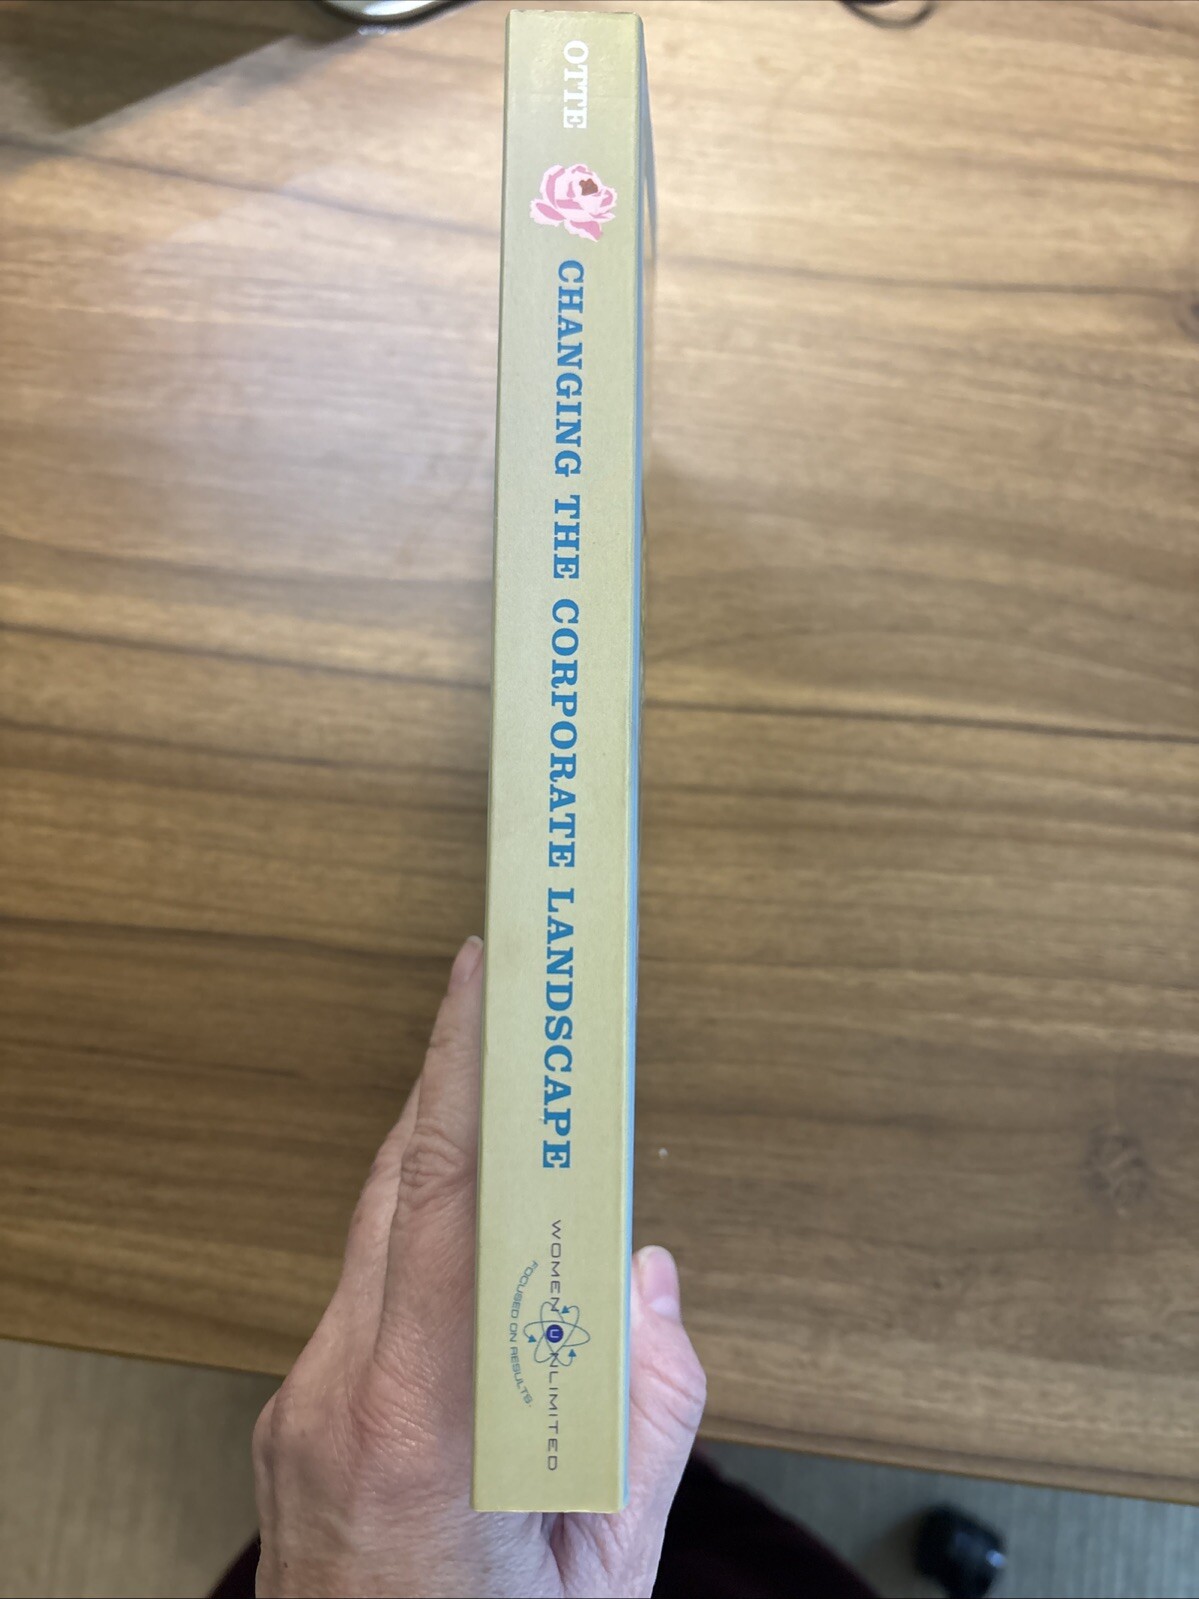 OTTE
CHANGING THE CORPORATE LANDSCAPE
WOMEN UNLIMITED
FOCUSED ON RESULTS